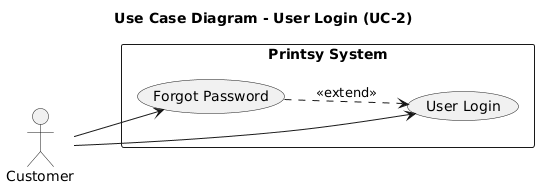 Use Case Diagram - User Login (UC-2)
Printsy System
Forgot Password
«extend»
User Login
Customer